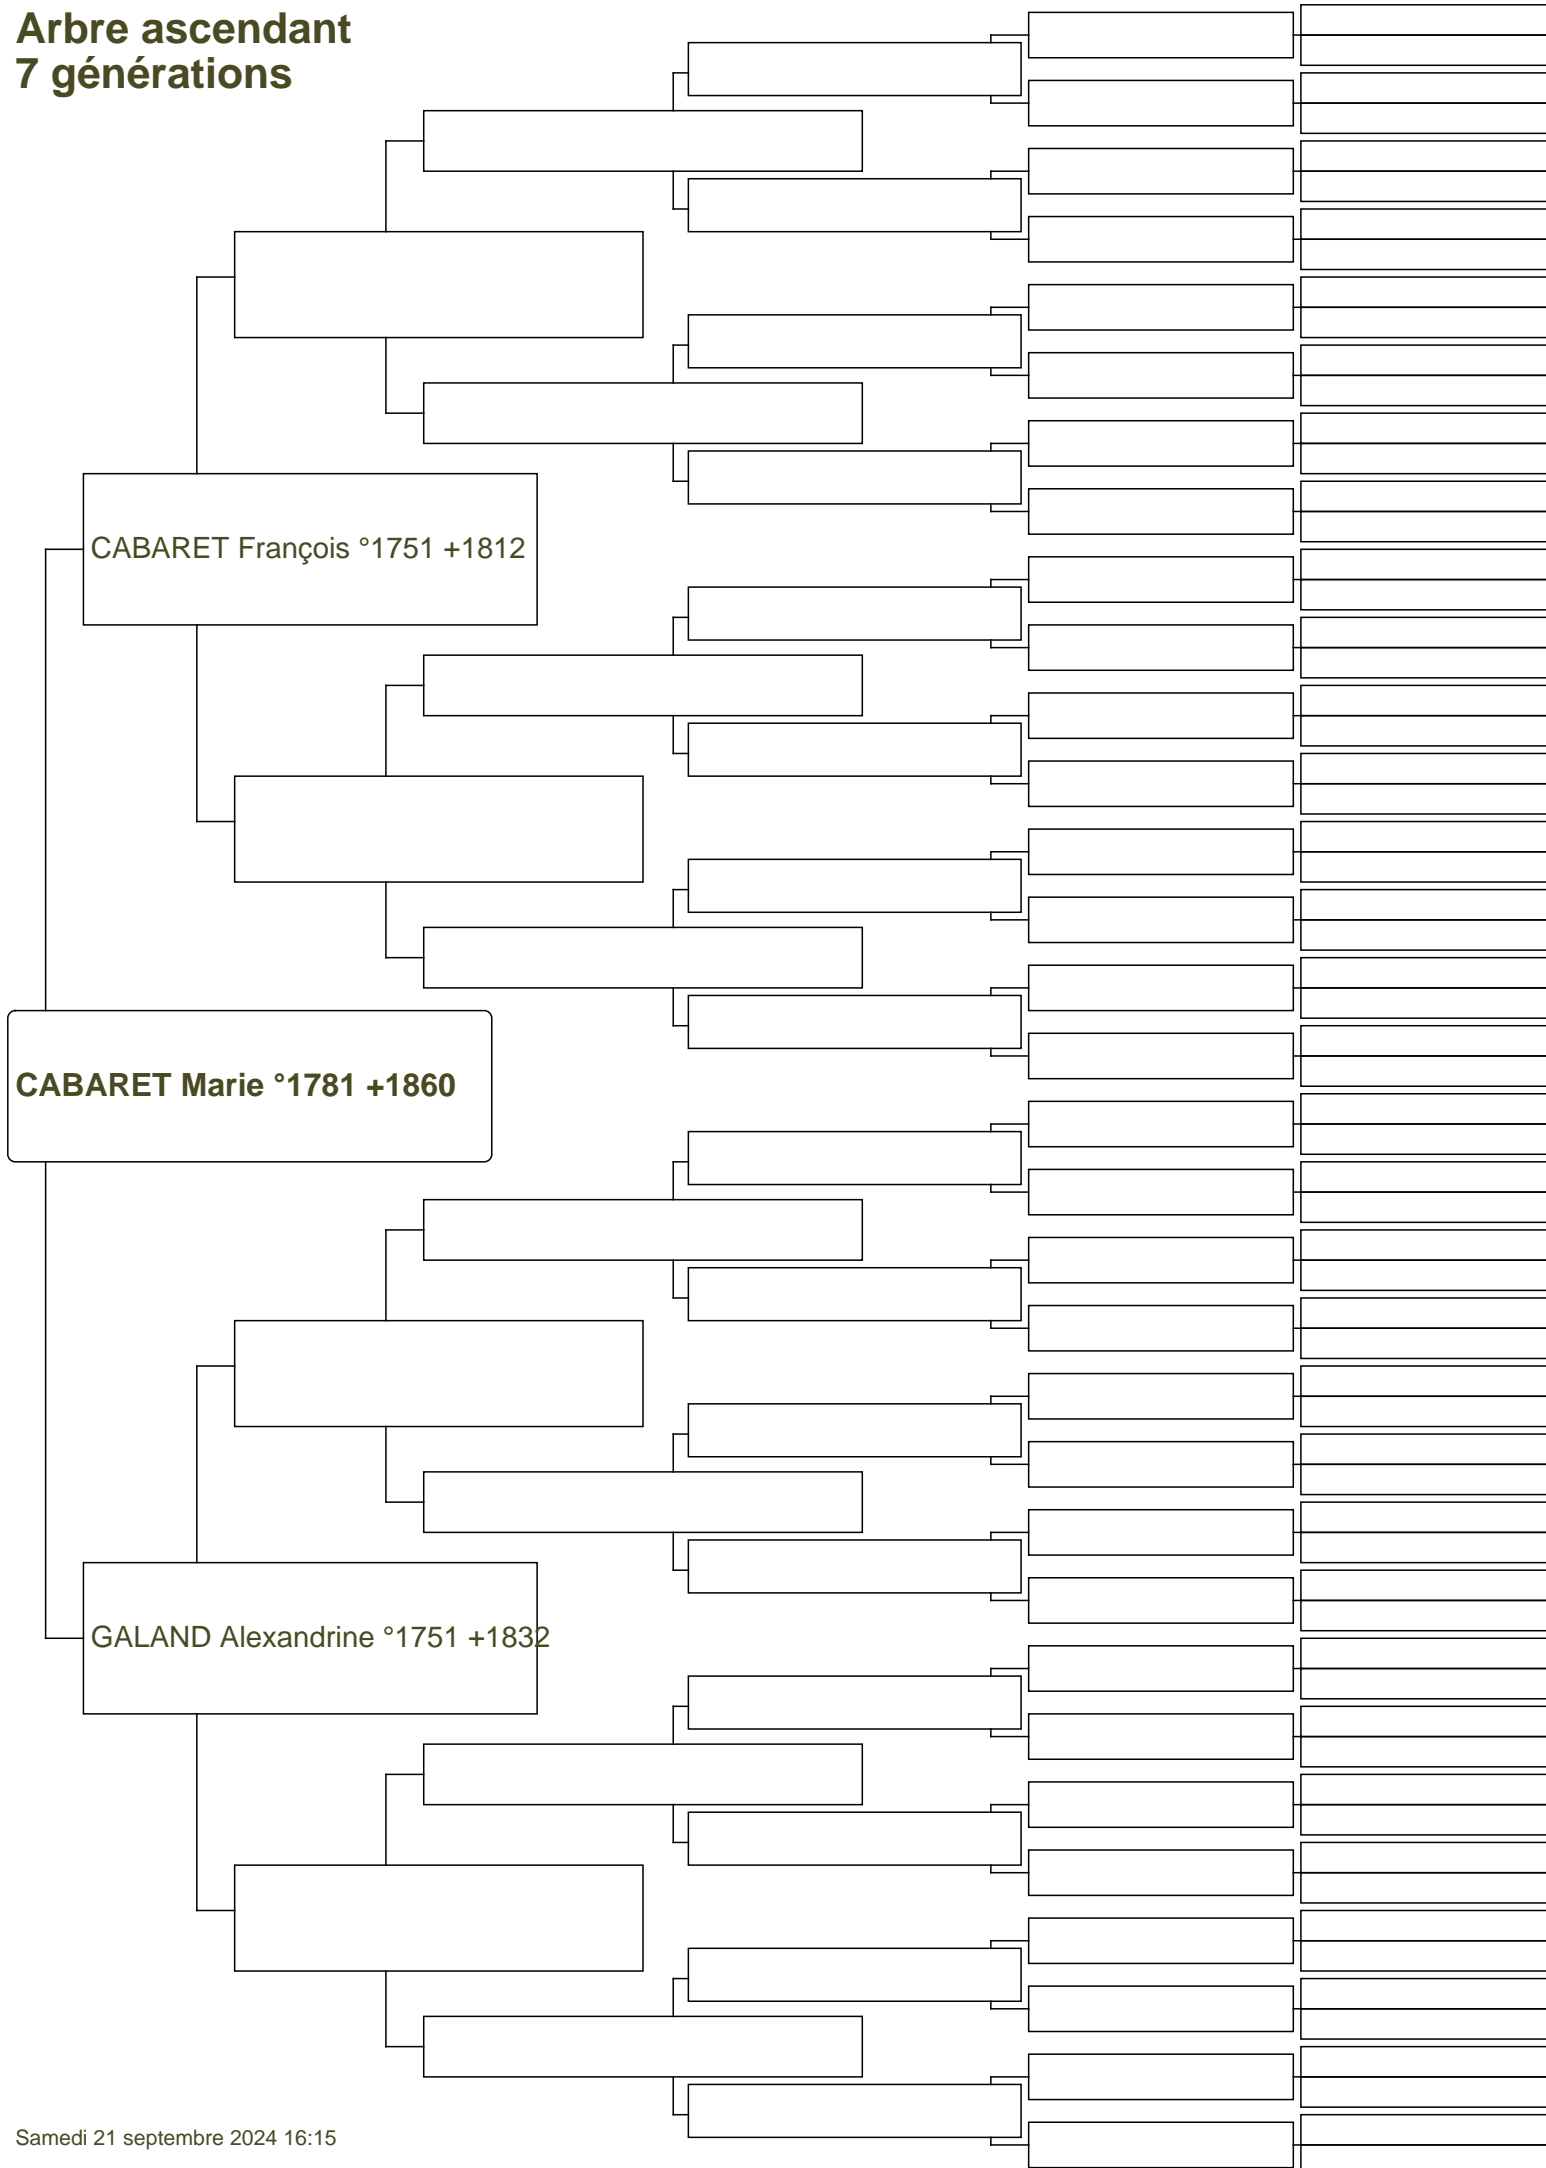 Arbre ascendant
7 générations
CABARET François °1751 +1812
CABARET Marie °1781 +1860
GALAND Alexandrine °1751 +1832
Samedi 21 septembre 2024 16:15